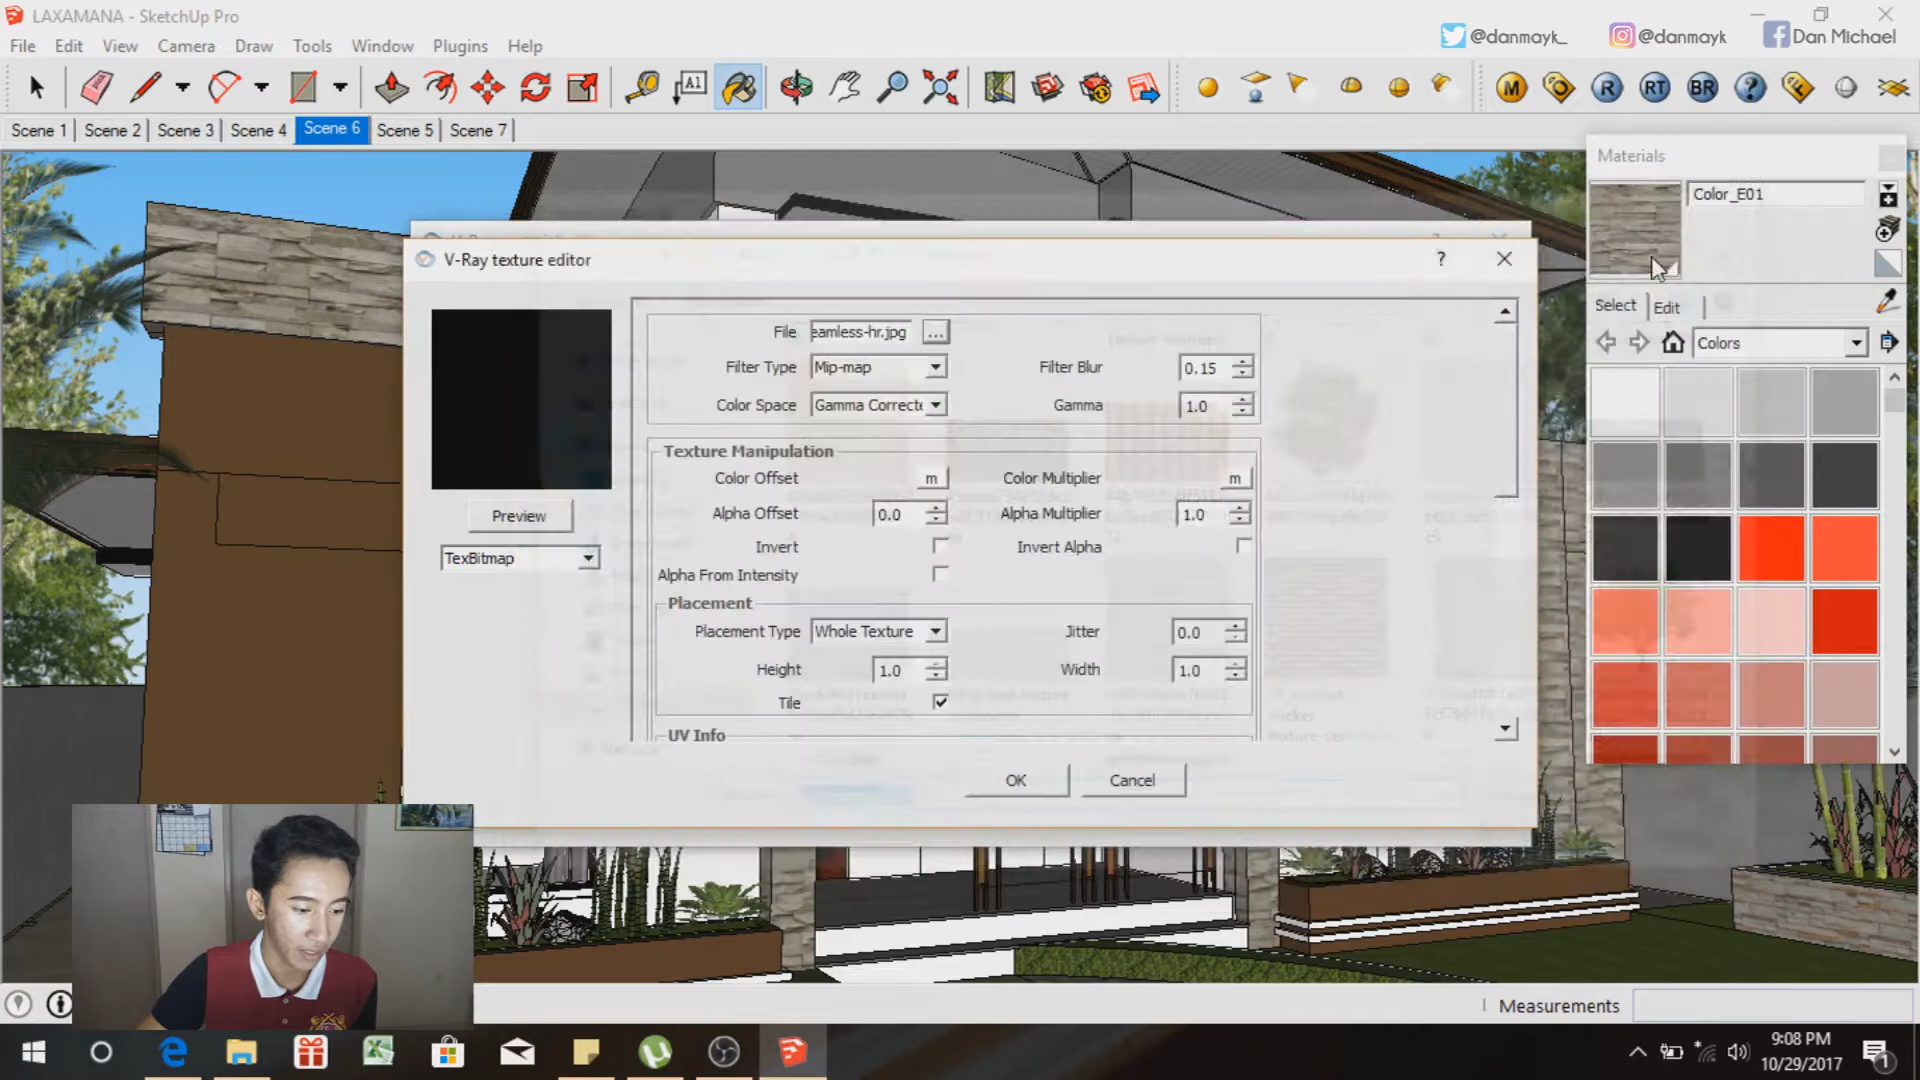 LAXAMANA - SketchUp Pro
@danmayk_ @danmayk Dan Michael
File Edit View Camera Draw Tools Window Plugins Help
A1
M R RT BR ?
Scene 1 Scene 2 Scene 3 Scene 4 Scene 6 Scene 5 Scene 7
Materials
Color_E01
Select Edit
Colors
V-Ray texture editor ?
File eamless-hr.jpg ...
Filter Type Mip-map Filter Blur 0.15
Color Space Gamma Correcte Gamma 1.0
Texture Manipulation
Color Offset m Color Multiplier m
Alpha Offset 0.0 Alpha Multiplier 1.0
Invert Invert Alpha
Alpha From Intensity
Preview
TexBitmap
Placement
Placement Type Whole Texture Jitter 0.0
Height 1.0 Width 1.0
Tile
UV Info
OK Cancel
Measurements
9:08 PM
10/29/2017
1